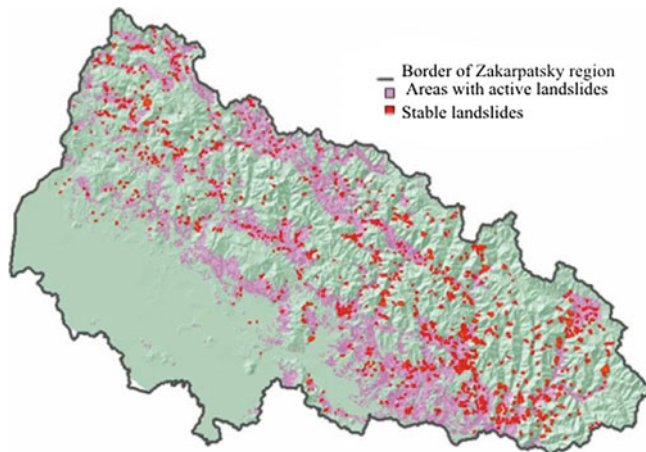 Border of Zakarpatsky region
Areas with active landslides
Stable landslides